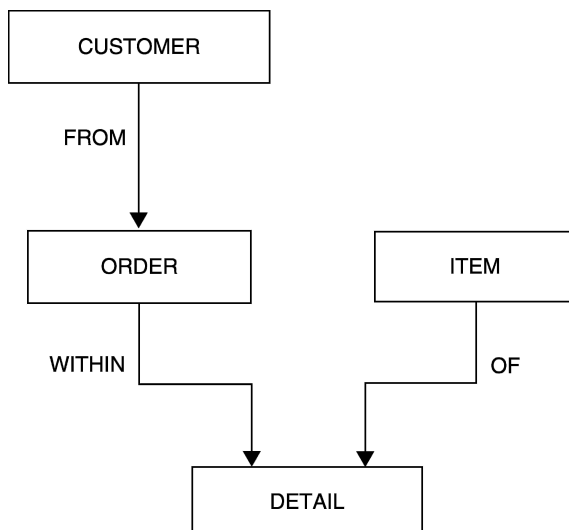 CUSTOMER
FROM
ORDER
ITEM
WITHIN
OF
DETAIL